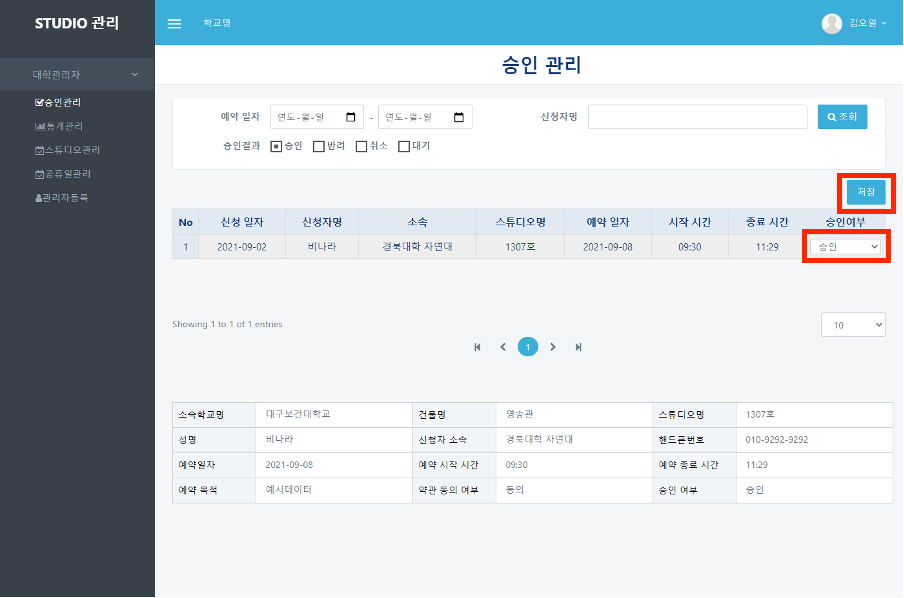 STUDIO 관리
학교명
김오일
대학관리자
승인관리
통계관리
스튜디오관리
공휴일관리
관리자등록
승인 관리
예약 일자 연도-월-일 - 연도-월-일 신청자명 조회
승인결과 승인 반려 취소 대기
저장
No 신청 일자 신청자명 소속 스튜디오명 예약 일자 시작 시간 종료 시간 승인여부
1 2021-09-02 비나라 경북대학 자연대 1307호 2021-09-08 09:30 11:29 승인
Showing 1 to 1 of 1 entries 10
1
소속학교명 대구보건대학교 건물명 영송관 스튜디오명 1307호
성명 비나라 신청자 소속 경북대학 자연대 핸드폰번호 010-9292-9292
예약일자 2021-09-08 예약 시작 시간 09:30 예약 종료 시간 11:29
예약 목적 예시데이터 약관 동의 여부 동의 승인 여부 승인